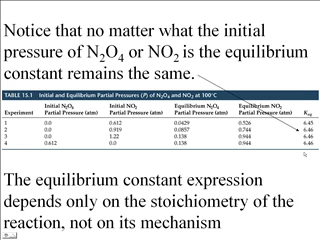 Notice that no matter what the initial
pressure of N2O4 or NO2 is the equilibrium
constant remains the same.
TABLE 15.1 Initial and Equilibrium Partial Pressures (P) of N2O4 and NO2 at 100°C
Experiment Initial N2O4 Partial Pressure (atm) Initial NO2 Partial Pressure (atm) Equilibrium N2O4 Partial Pressure (atm) Equilibrium NO2 Partial Pressure (atm) Keq
1 0.0 0.612 0.0429 0.526 6.45
2 0.0 0.919 0.0857 0.744 6.46
3 0.0 1.22 0.138 0.944 6.46
4 0.612 0.0 0.138 0.944 6.46
The equilibrium constant expression
depends only on the stoichiometry of the
reaction, not on its mechanism